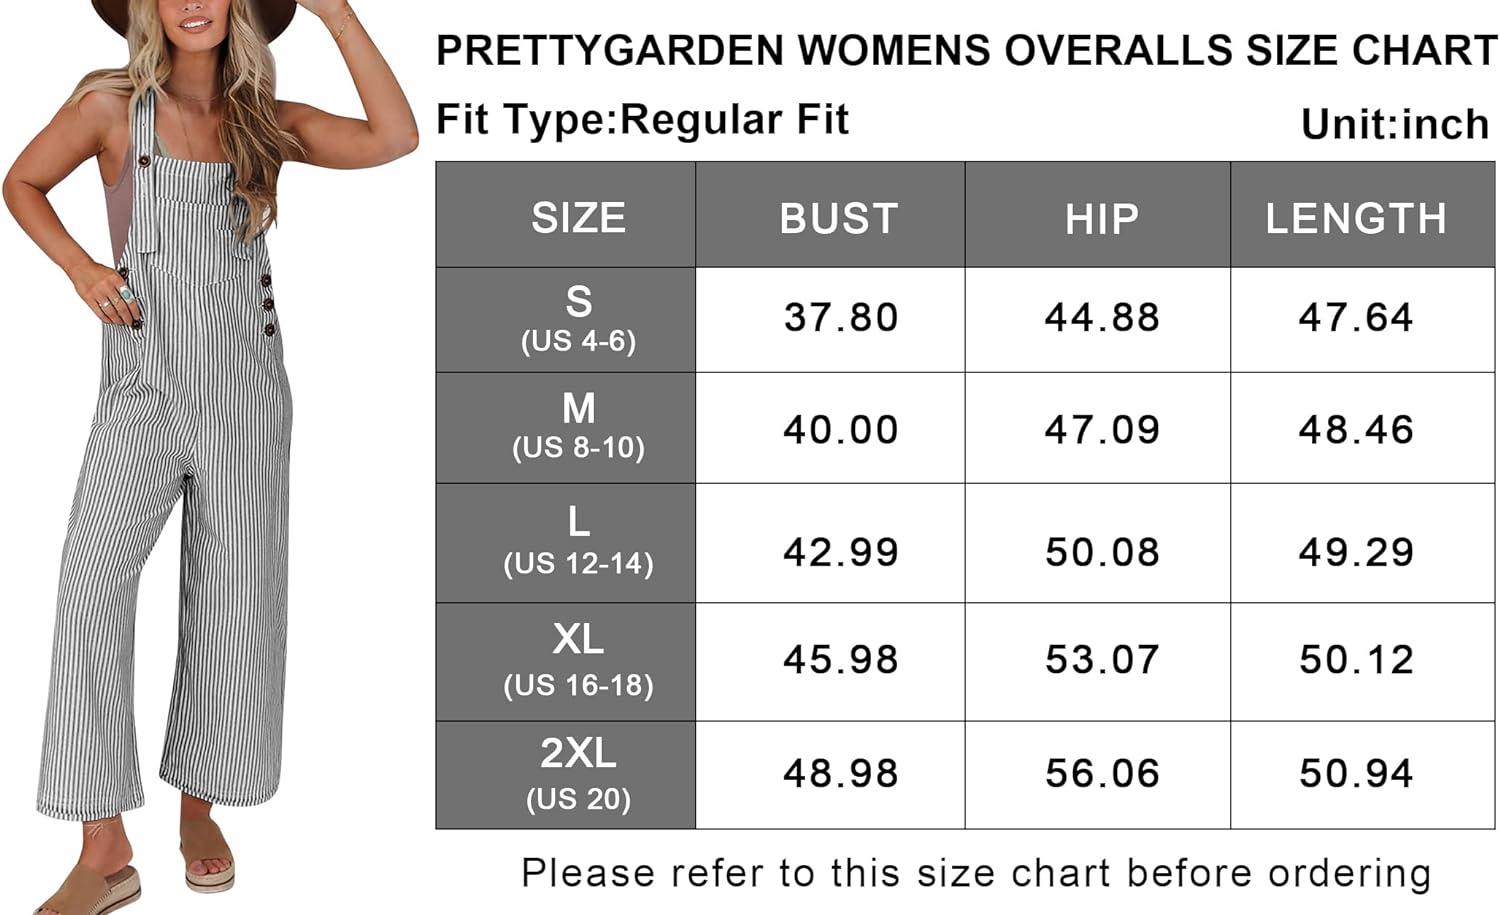 PRETTYGARDEN WOMENS OVERALLS SIZE CHART
Fit Type:Regular Fit Unit:inch
SIZE BUST HIP LENGTH
S
(US 4-6) 37.80 44.88 47.64
M
(US 8-10) 40.00 47.09 48.46
L
(US 12-14) 42.99 50.08 49.29
XL
(US 16-18) 45.98 53.07 50.12
2XL
(US 20) 48.98 56.06 50.94
Please refer to this size chart before ordering